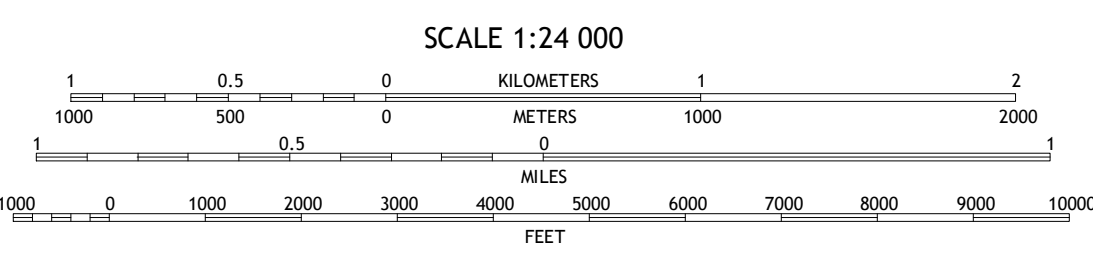 SCALE 1:24 000
1 0.5 0 KILOMETERS 1 2
1000 500 0 METERS 1000 2000
1 0.5 0 1
MILES
1000 0 1000 2000 3000 4000 5000 6000 7000 8000 9000 10000
FEET